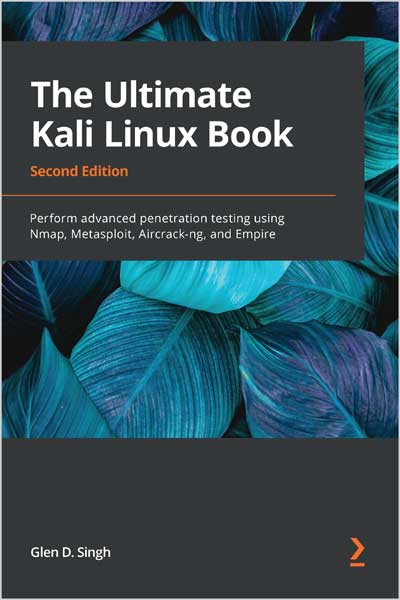 The Ultimate
Kali Linux Book
Second Edition
Perform advanced penetration testing using
Nmap, Metasploit, Aircrack-ng, and Empire
Glen D. Singh